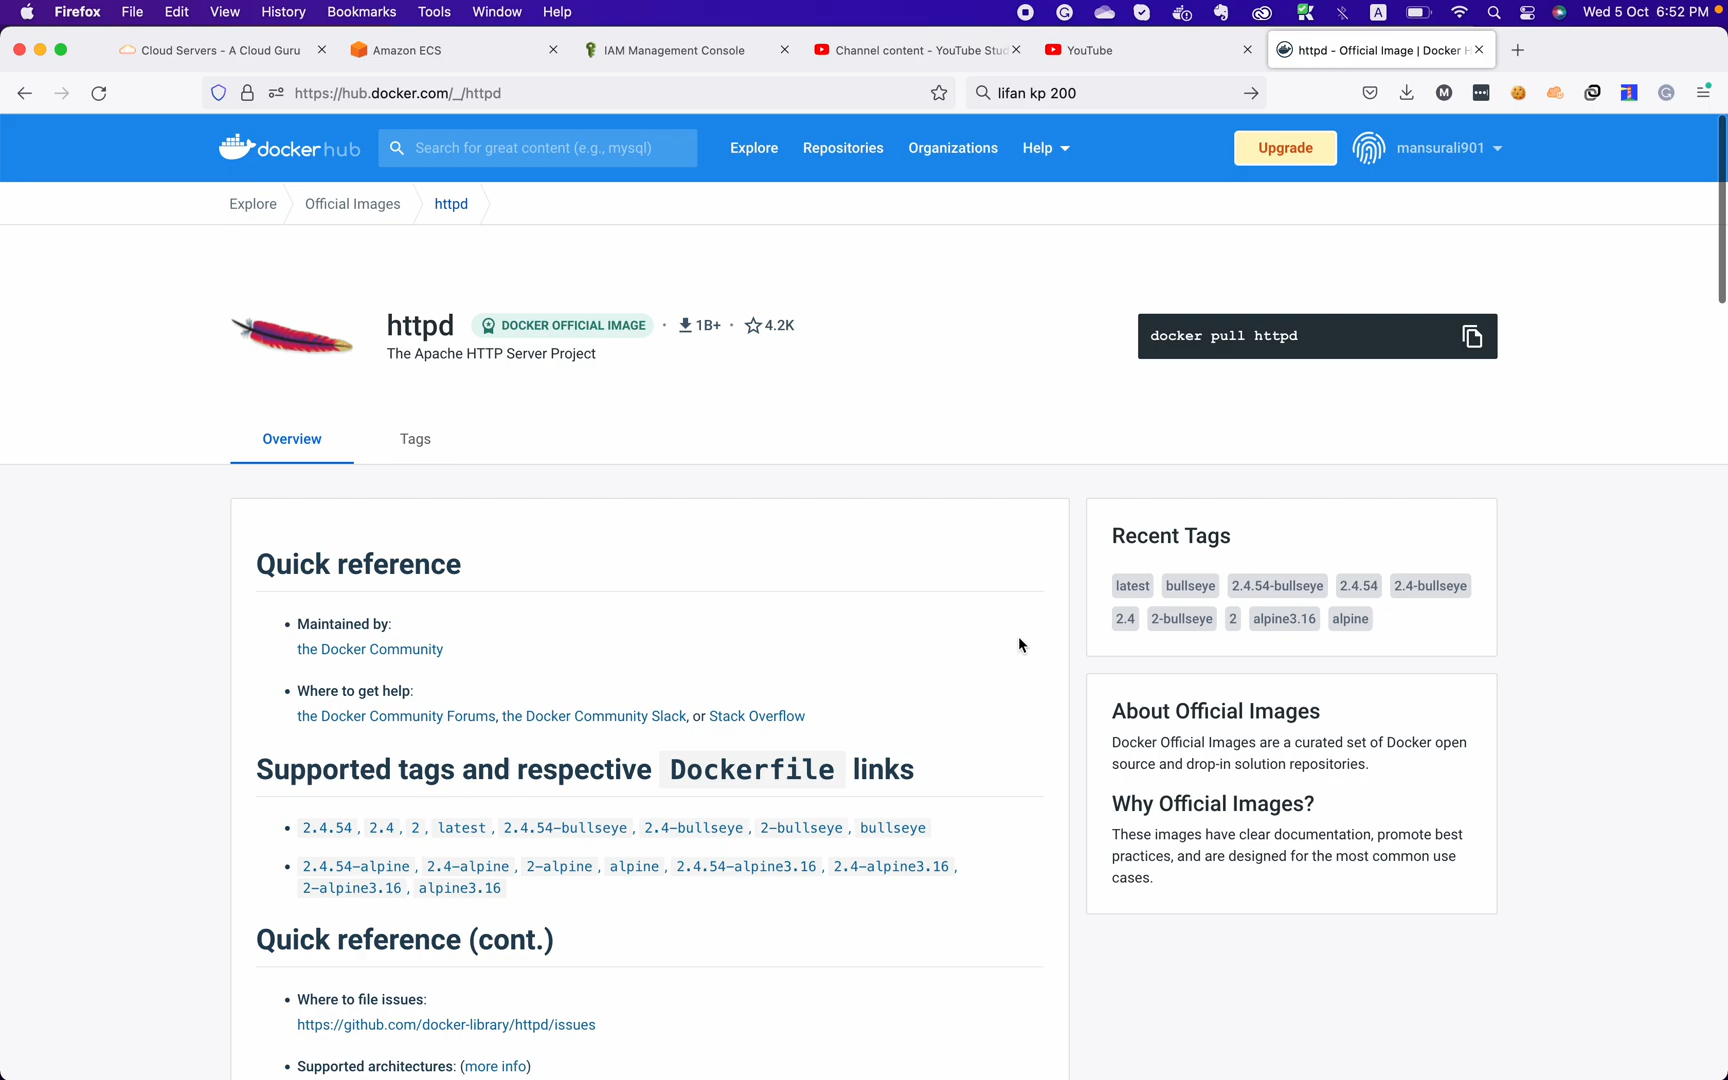 Firefox File Edit View History Bookmarks Tools Window Help A Wed 5 Oct 6:52 PM
Cloud Servers - A Cloud Guru Amazon ECS IAM Management Console Channel content - YouTube Stud YouTube httpd - Official Image | Docker H
https://hub.docker.com/_/httpd lifan kp 200
docker hub Search for great content (e.g., mysql) Explore Repositories Organizations Help Upgrade mansurali901
Explore Official Images httpd
httpd DOCKER OFFICIAL IMAGE · 1B+ · 4.2K
The Apache HTTP Server Project
docker pull httpd
Overview Tags
Quick reference
• Maintained by:
the Docker Community
• Where to get help:
the Docker Community Forums, the Docker Community Slack, or Stack Overflow
Supported tags and respective Dockerfile links
• 2.4.54, 2.4, 2, latest, 2.4.54-bullseye, 2.4-bullseye, 2-bullseye, bullseye
• 2.4.54-alpine, 2.4-alpine, 2-alpine, alpine, 2.4.54-alpine3.16, 2.4-alpine3.16,
2-alpine3.16, alpine3.16
Quick reference (cont.)
• Where to file issues:
https://github.com/docker-library/httpd/issues
• Supported architectures: (more info)
Recent Tags
latest bullseye 2.4.54-bullseye 2.4.54 2.4-bullseye
2.4 2-bullseye 2 alpine3.16 alpine
About Official Images
Docker Official Images are a curated set of Docker open
source and drop-in solution repositories.
Why Official Images?
These images have clear documentation, promote best
practices, and are designed for the most common use
cases.